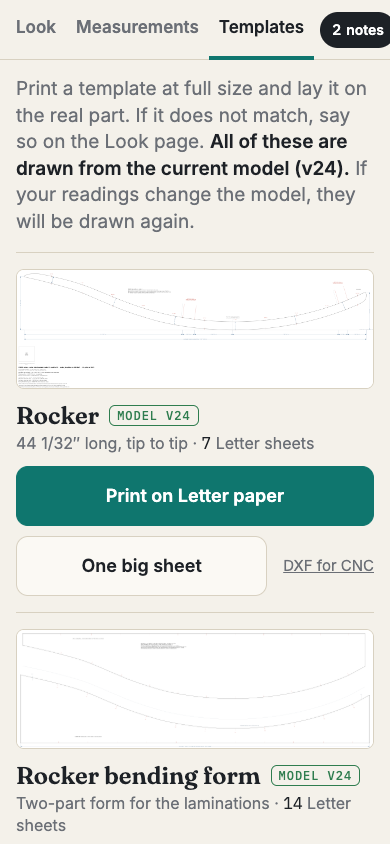 Look Measurements Templates 2 notes
Print a template at full size and lay it on
the real part. If it does not match, say
so on the Look page. All of these are
drawn from the current model (v24). If
your readings change the model, they
will be drawn again.
Rocker MODEL V24
44 1/32″ long, tip to tip · 7 Letter sheets
Print on Letter paper
One big sheet DXF for CNC
Rocker bending form MODEL V24
Two-part form for the laminations · 14 Letter
sheets